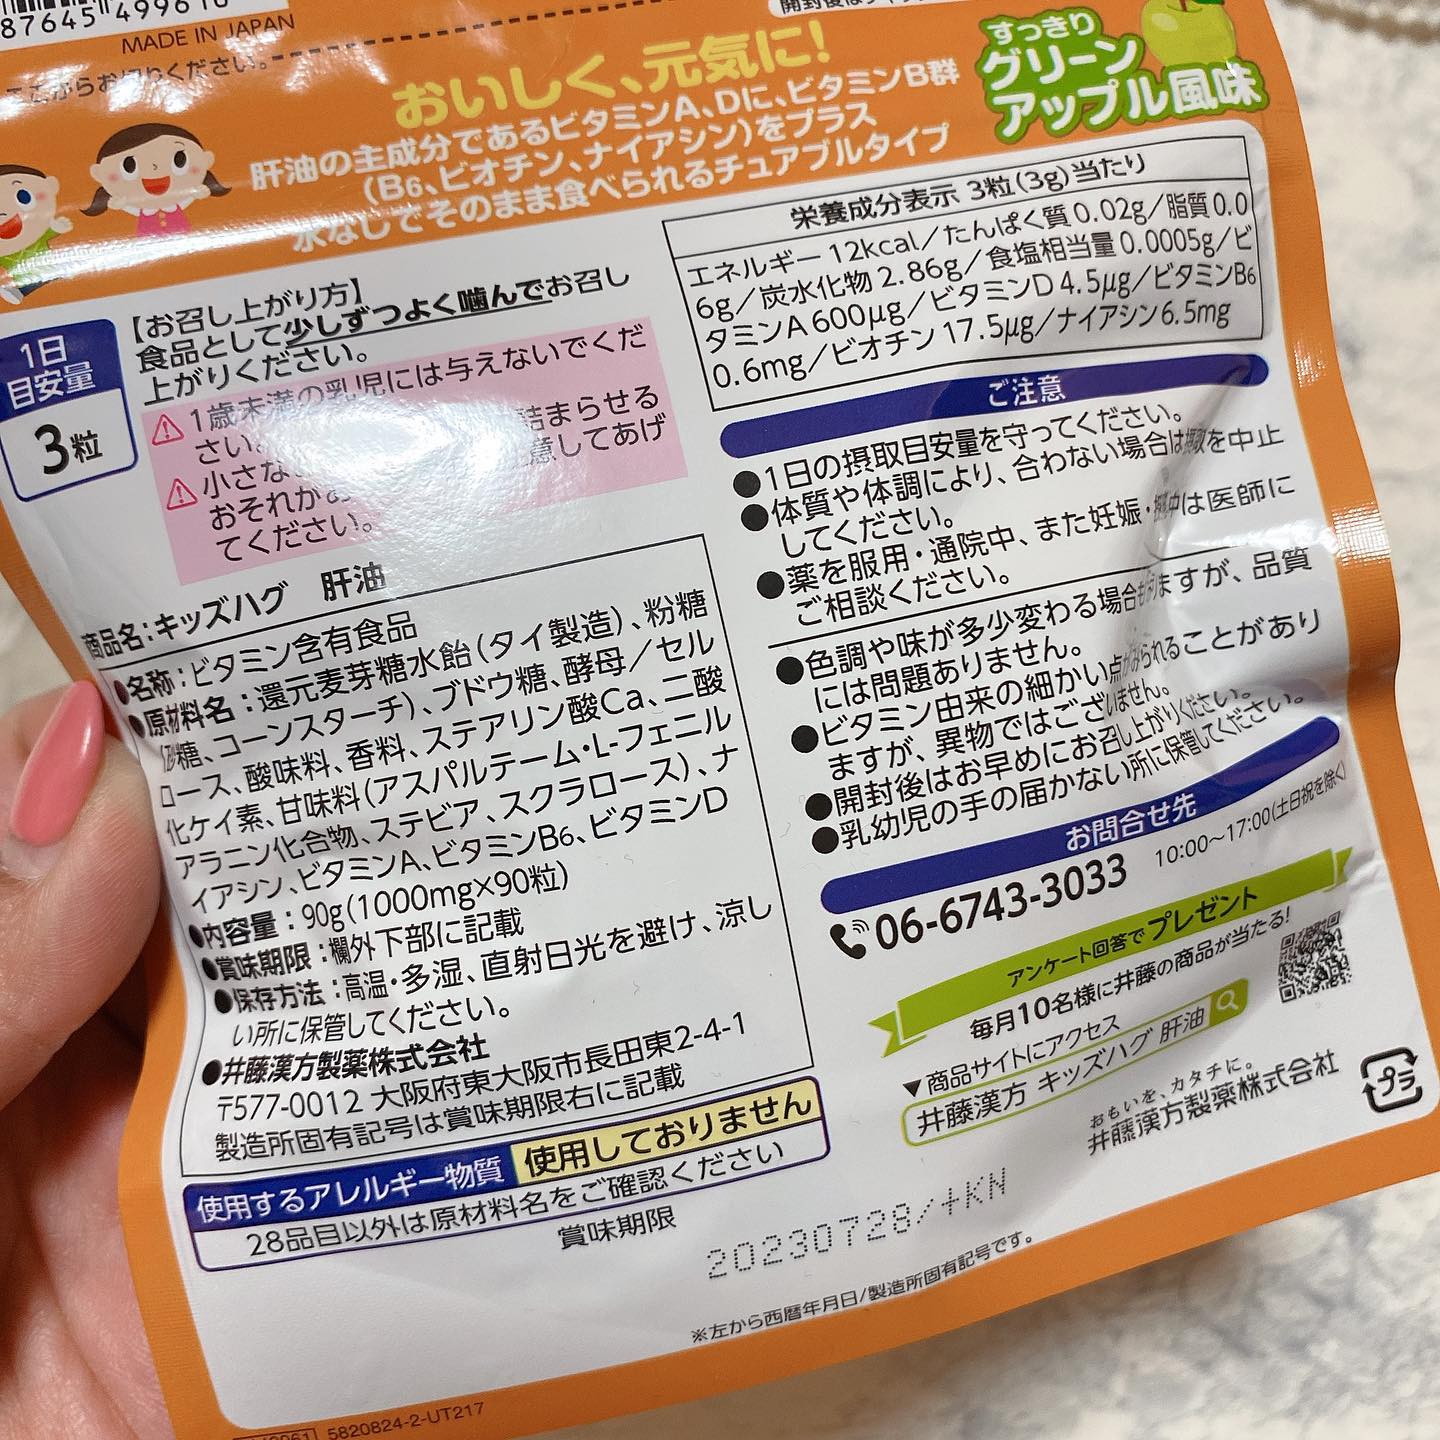 MADE IN JAPAN
ここからお切りください。
おいしく、元気に!
肝油の主成分であるビタミンA、Dに、ビタミンB群
(B6、ビオチン、ナイアシン)をプラス
水なしでそのまま食べられるチュアブルタイプ
すっきり
グリーン
アップル風味
1日
目安量
3粒
【お召し上がり方】
食品として少しずつよく噛んでお召し
上がりください。
1歳未満の乳児には与えないでくだ
さい。
小さな 詰まらせる
おそれがあ 意してあげ
てください。
栄養成分表示 3粒(3g)当たり
エネルギー 12kcal/たんぱく質 0.02g/脂質 0.0
6g/炭水化物 2.86g/食塩相当量 0.0005g/ビ
タミンA 600μg/ビタミンD 4.5μg/ビタミンB6
0.6mg/ビオチン 17.5μg/ナイアシン6.5mg
ご注意
●1日の摂取目安量を守ってください。
●体質や体調により、合わない場合は摂取を中止
してください。
●薬を服用・通院中、また妊娠・授乳中は医師に
ご相談ください。
●色調や味が多少変わる場合もありますが、品質
には問題ありません。
●ビタミン由来の細かい点がみられることがあり
ますが、異物ではございません。
●開封後はお早めにお召し上がりください。
●乳幼児の手の届かない所に保管してください。
お問合せ先
06-6743-3033 10:00~17:00(土日祝を除く)
アンケート回答でプレゼント
毎月10名様に井藤の商品が当たる!
▼商品サイトにアクセス
井藤漢方 キッズハグ 肝油
おもいを、カタチに。
井藤漢方製薬株式会社
プラ
商品名:キッズハグ 肝油
●名称:ビタミン含有食品
●原材料名:還元麦芽糖水飴(タイ製造)、粉糖
(砂糖、コーンスターチ)、ブドウ糖、酵母/セル
ロース、酸味料、香料、ステアリン酸Ca、二酸
化ケイ素、甘味料(アスパルテーム・L-フェニル
アラニン化合物、ステビア、スクラロース)、ナ
イアシン、ビタミンA、ビタミンB6、ビタミンD
●内容量:90g(1000mg×90粒)
●賞味期限:欄外下部に記載
●保存方法:高温・多湿、直射日光を避け、涼し
い所に保管してください。
●井藤漢方製薬株式会社
〒577-0012 大阪府東大阪市長田東2-4-1
製造所固有記号は賞味期限右に記載
使用するアレルギー物質 使用しておりません
28品目以外は原材料名をご確認ください
賞味期限
20230728/+KN
※左から西暦年月日/製造所固有記号です。
5820824-2-UT217